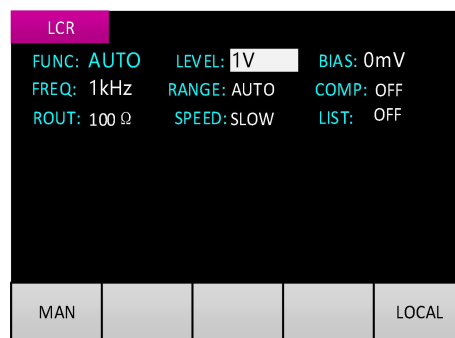 LCR
FUNC: AUTO LEVEL: 1V BIAS: 0mV
FREQ: 1kHz RANGE: AUTO COMP: OFF
ROUT: 100 Ω SPEED: SLOW LIST: OFF
MAN LOCAL